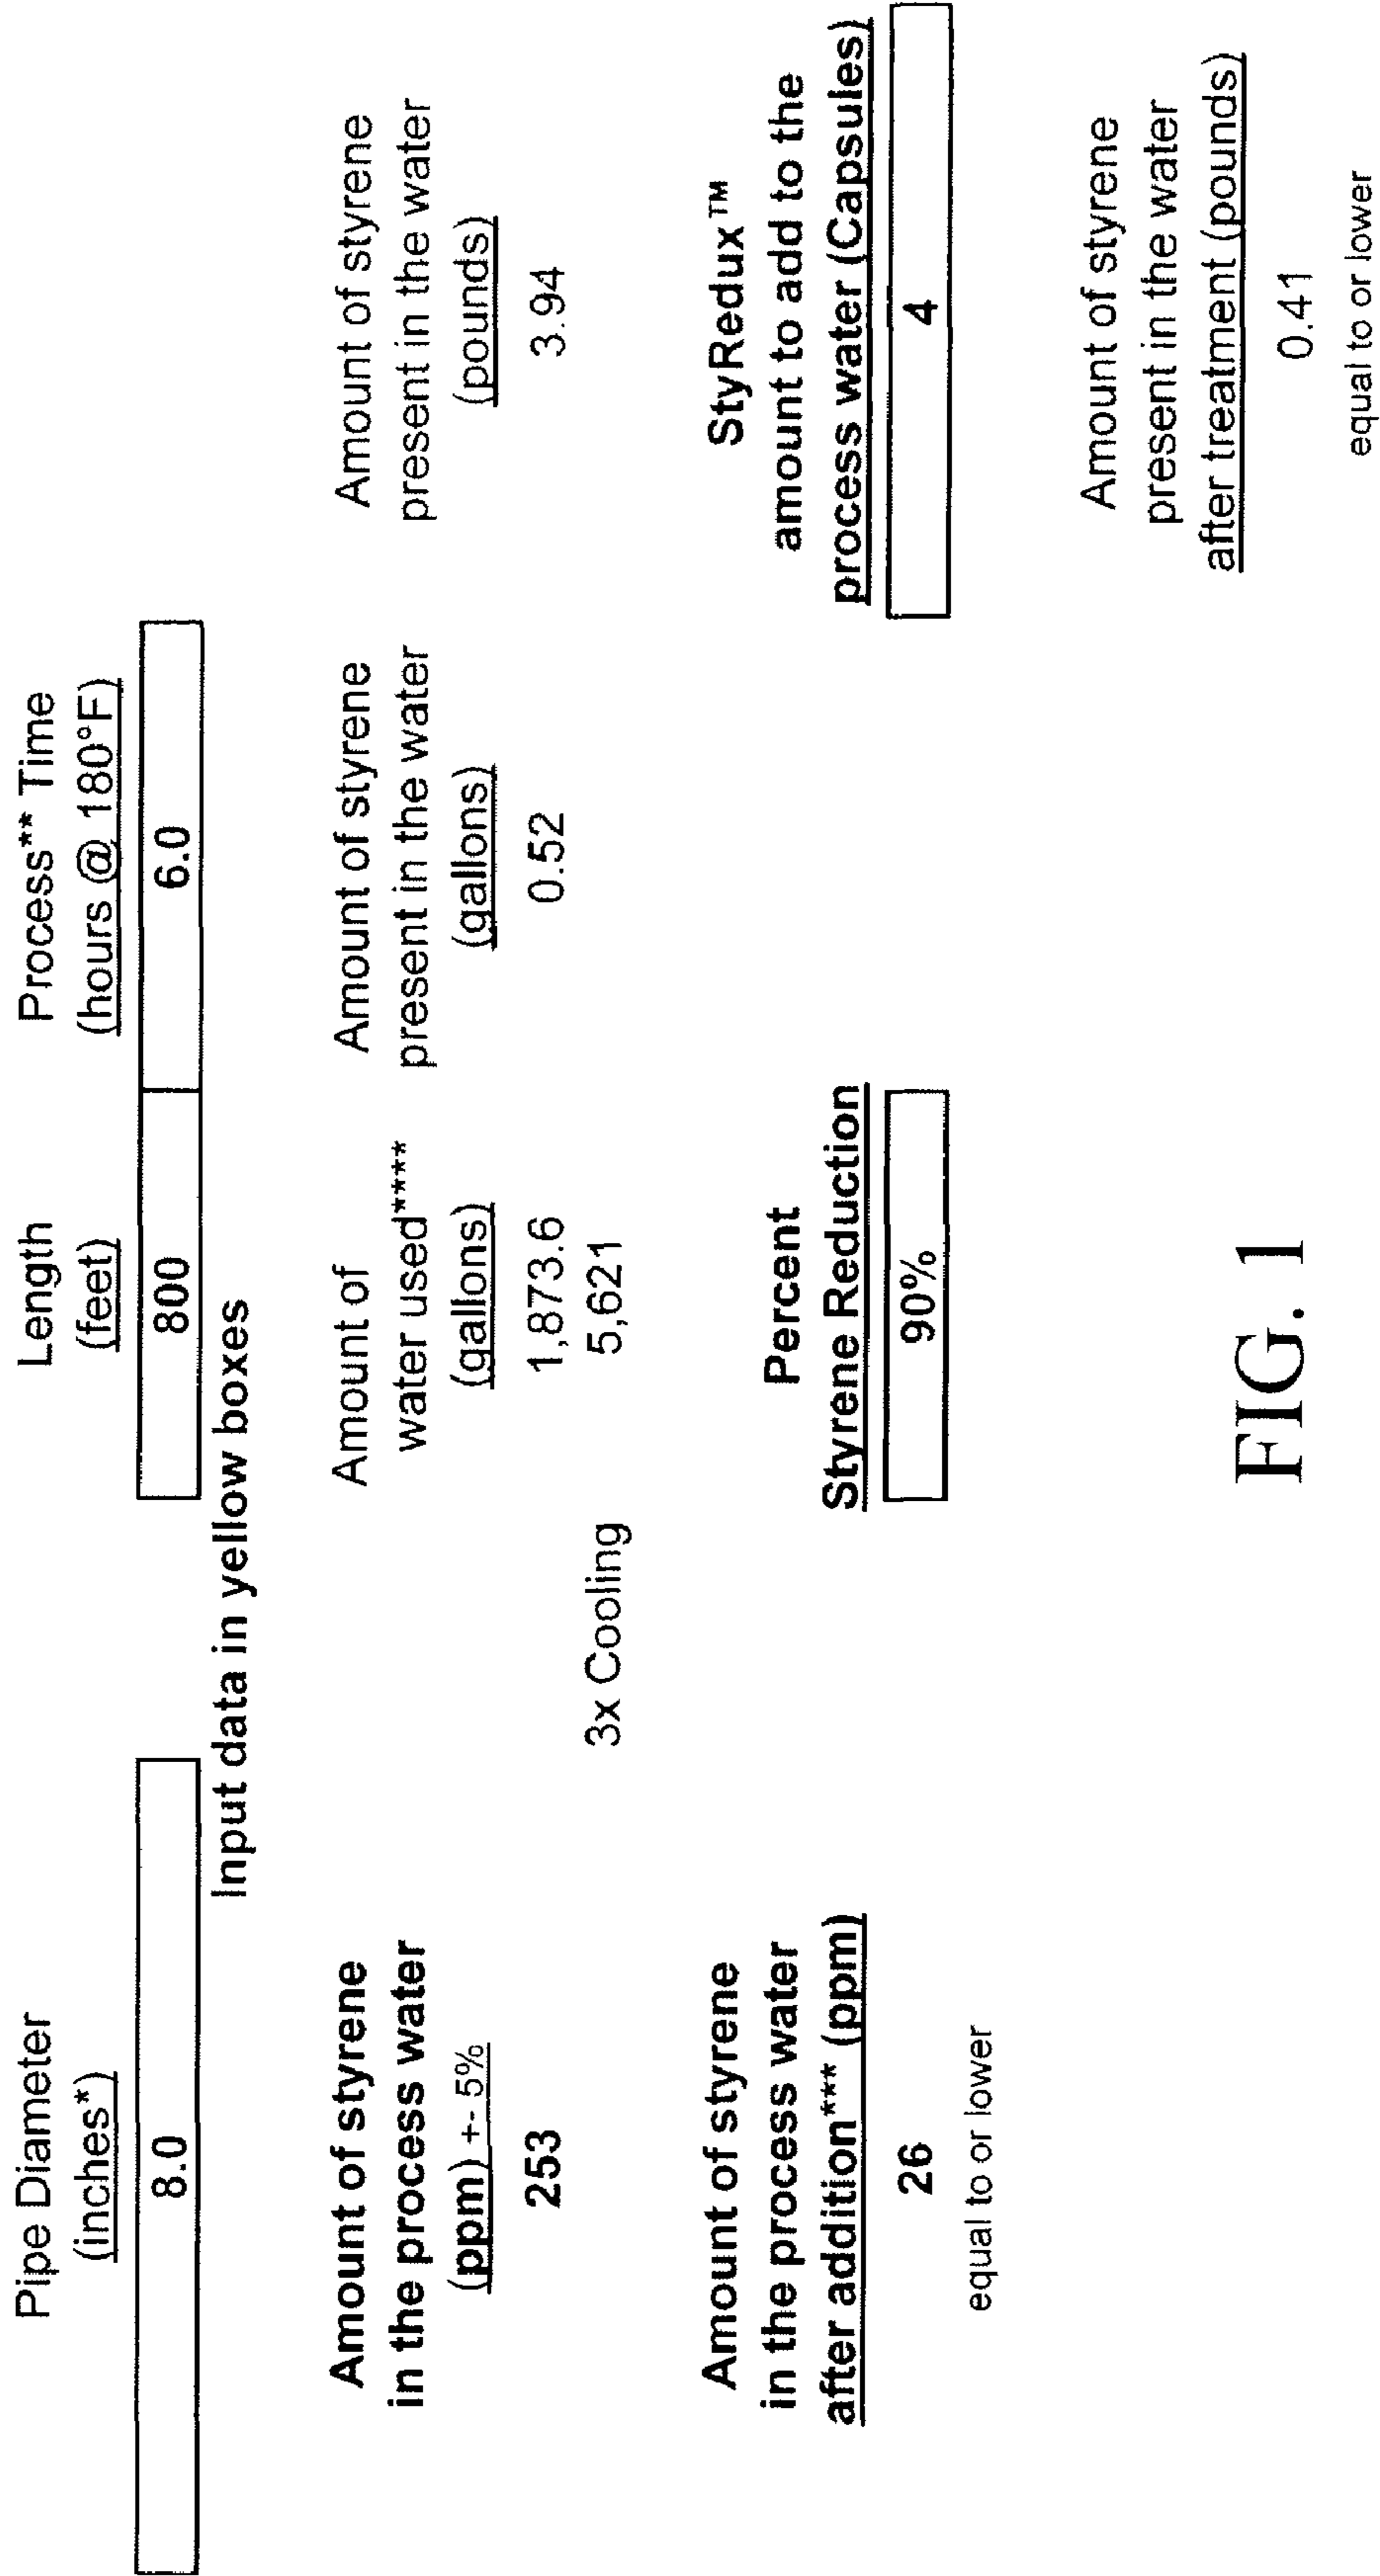 Pipe Diameter
(inches*)
8.0
Length
(feet)
800
Process** Time
(hours @ 180°F)
6.0
Input data in yellow boxes
Amount of styrene
in the process water
(ppm) +- 5%
253
Amount of
water used****
(gallons)
1,873.6
3x Cooling
5,621
Amount of styrene
present in the water
(gallons)
0.52
Amount of styrene
present in the water
(pounds)
3.94
Amount of styrene
in the process water
after addition*** (ppm)
26
equal to or lower
Percent
Styrene Reduction
90%
StyRedux™
amount to add to the
process water (Capsules)
4
Amount of styrene
present in the water
after treatment (pounds)
0.41
equal to or lower
FIG. 1